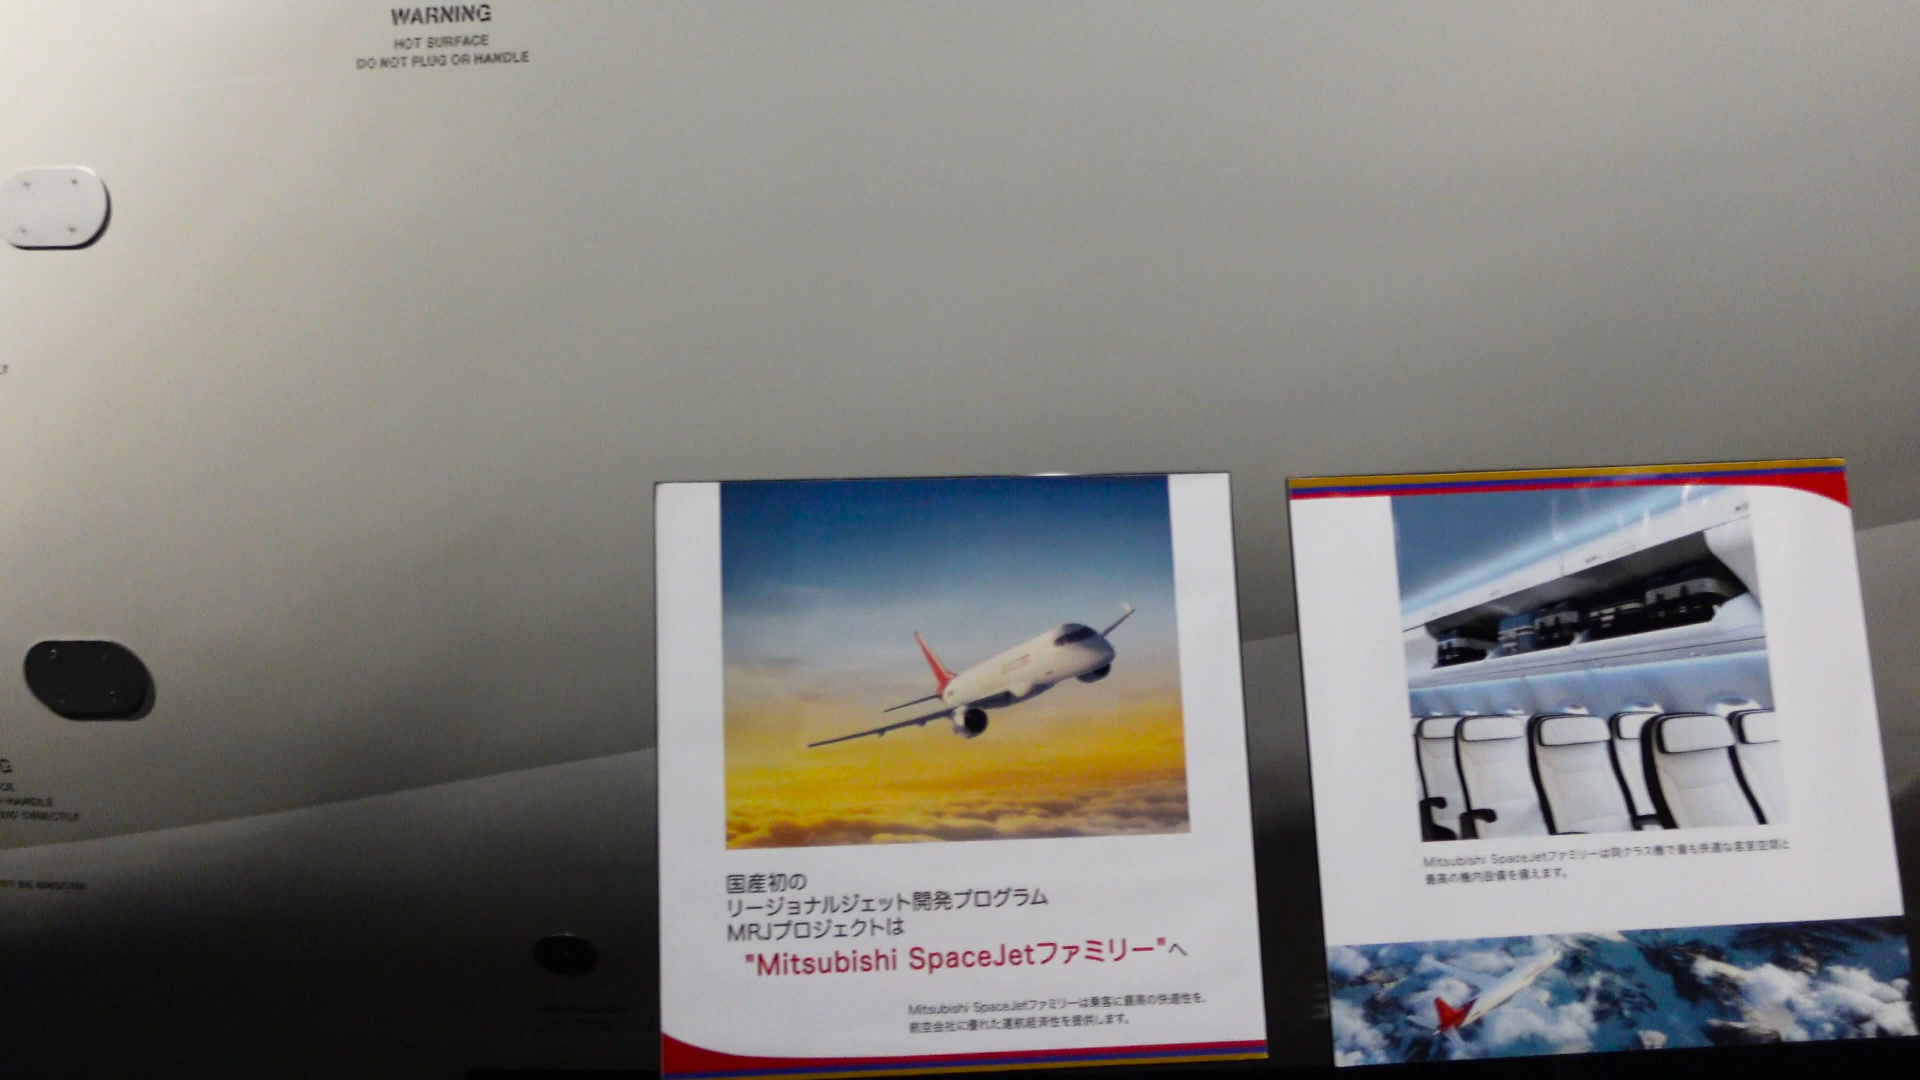 WARNING
HOT SURFACE
DO NOT PLUG OR HANDLE
国産初の
リージョナルジェット開発プログラム
MRJプロジェクトは
"Mitsubishi SpaceJetファミリー"へ
Mitsubishi SpaceJetファミリーは乗客に最高の快適性を、
航空会社に優れた運航経済性を提供します。
Mitsubishi SpaceJetファミリーは同クラス機で最も快適な客室空間と
最高の機内設備を備えます。
HANDLE